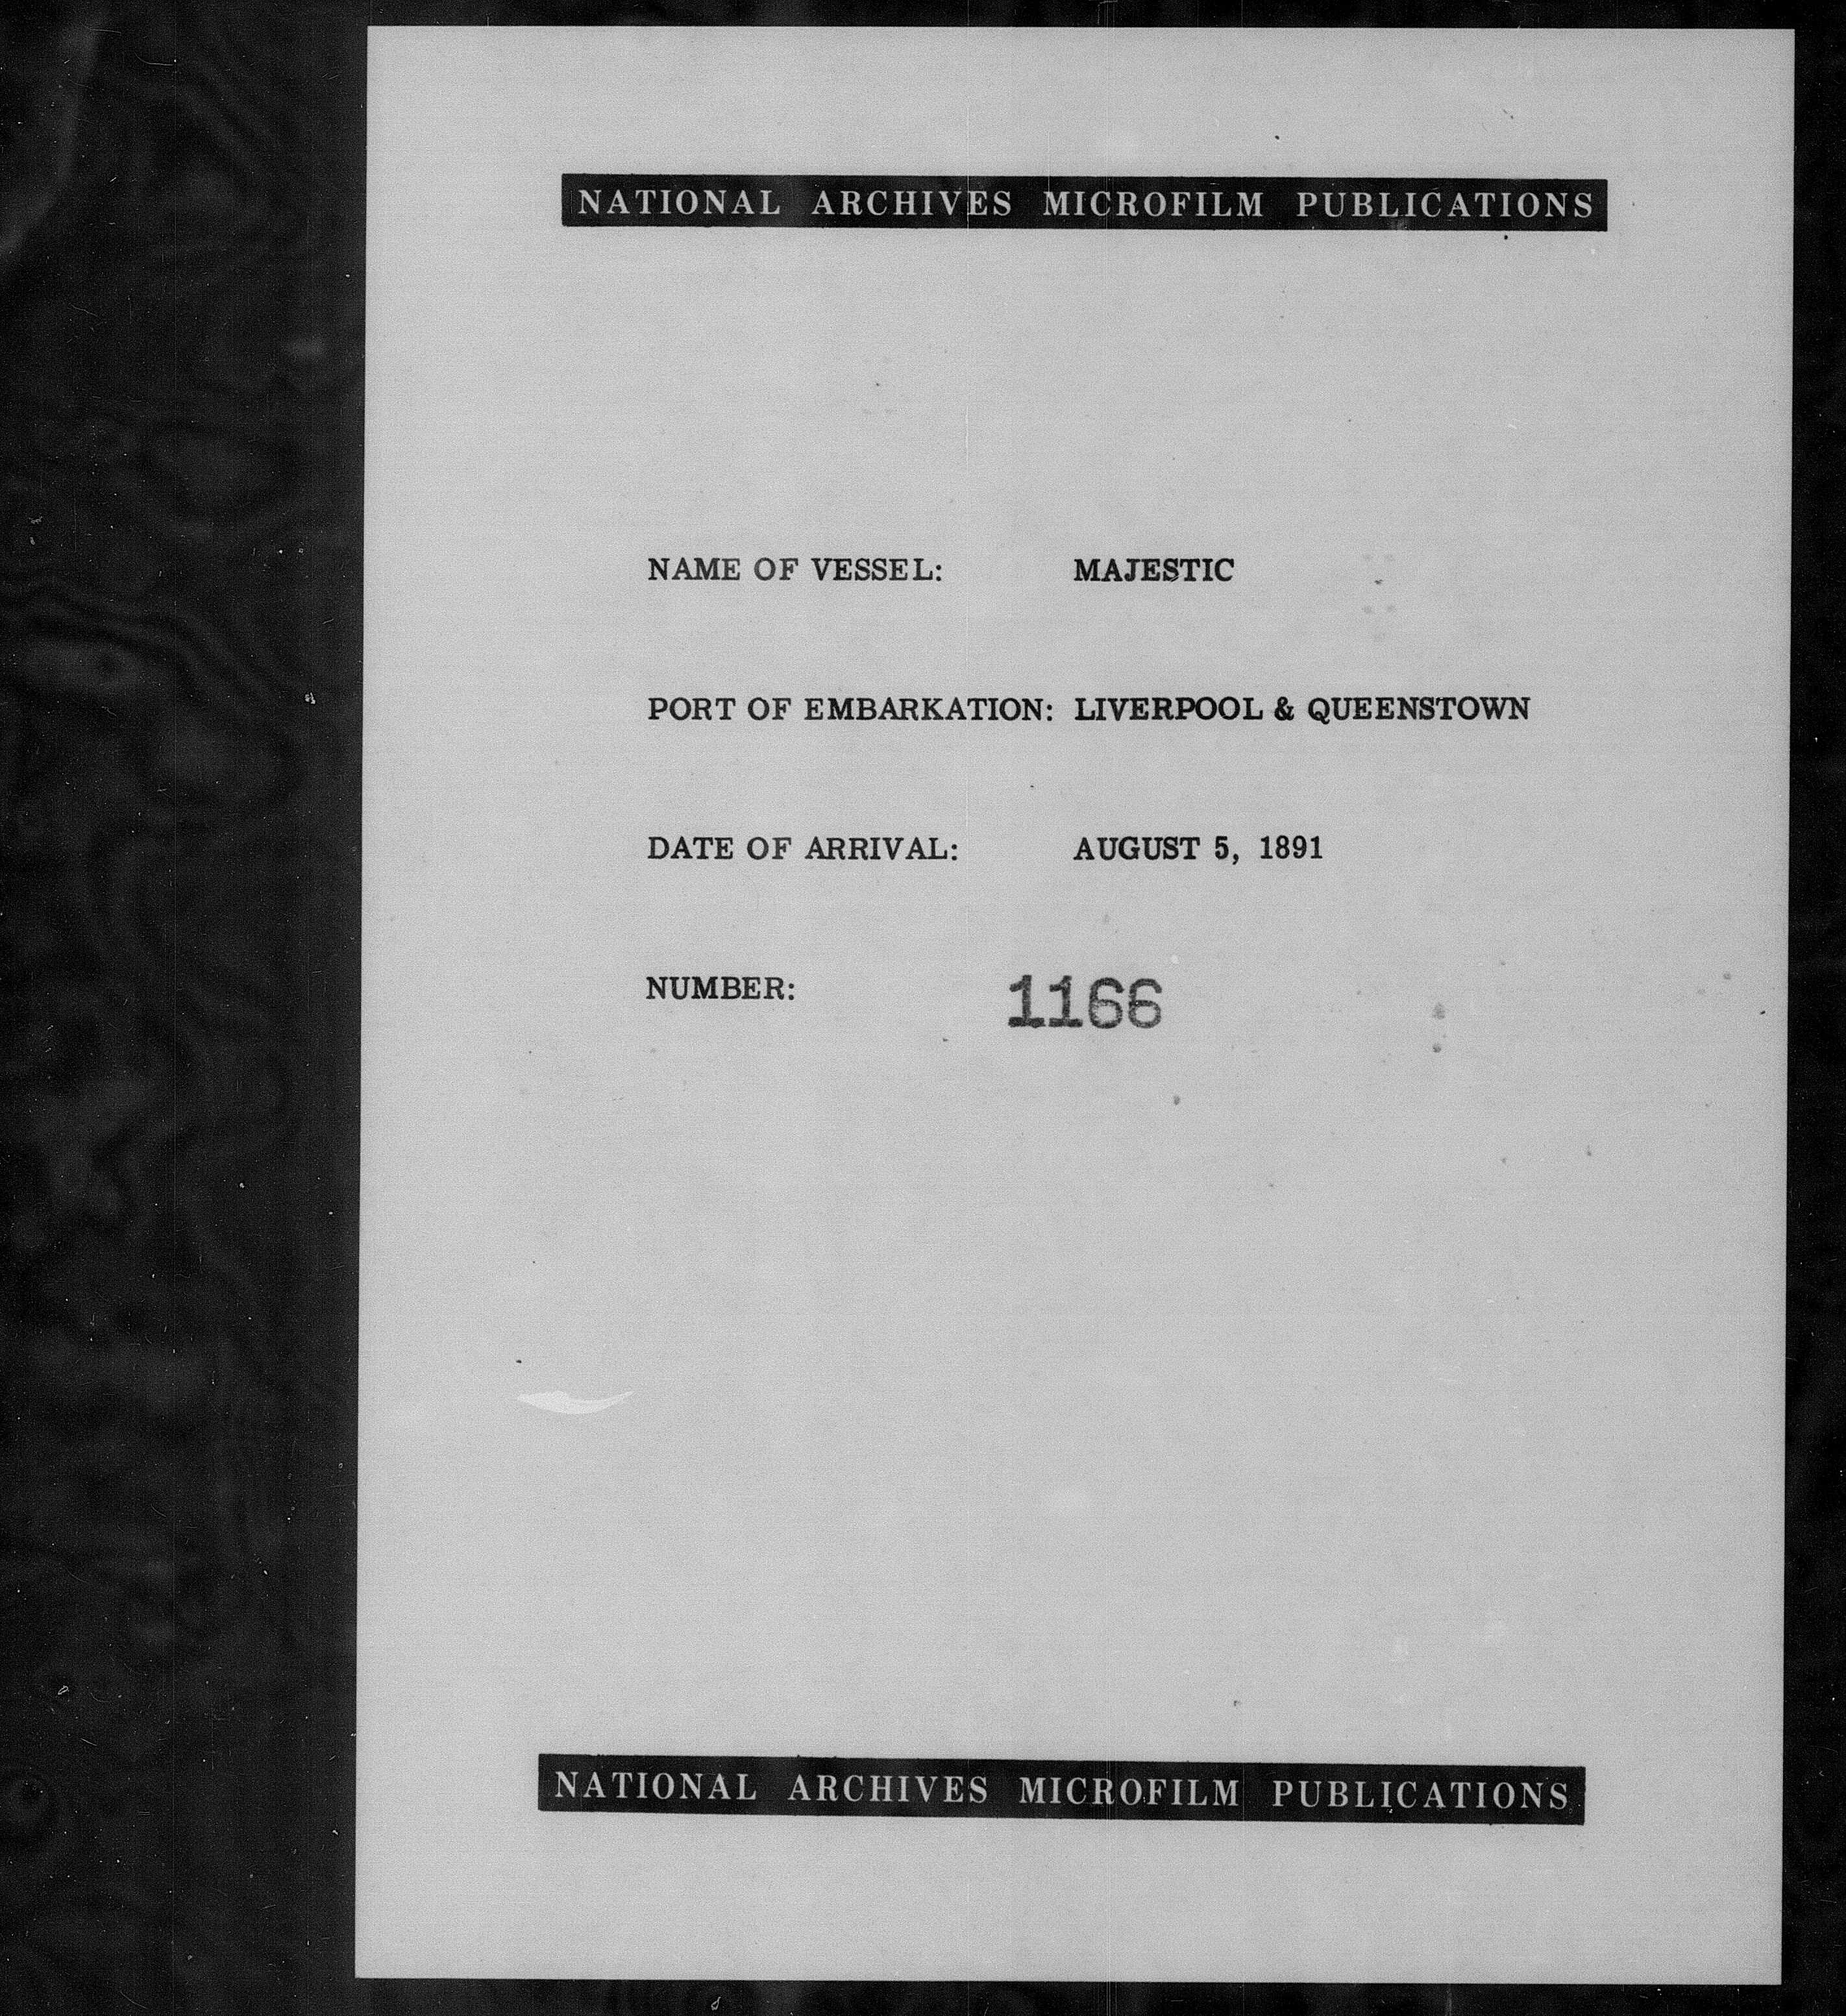 NATIONAL ARCHIVES MICROFILM PUBLICATIONS
NAME OF VESSEL: MAJESTIC
PORT OF EMBARKATION: LIVERPOOL & QUEENSTOWN
DATE OF ARRIVAL: AUGUST 5, 1891
NUMBER: 1166
NATIONAL ARCHIVES MICROFILM PUBLICATIONS